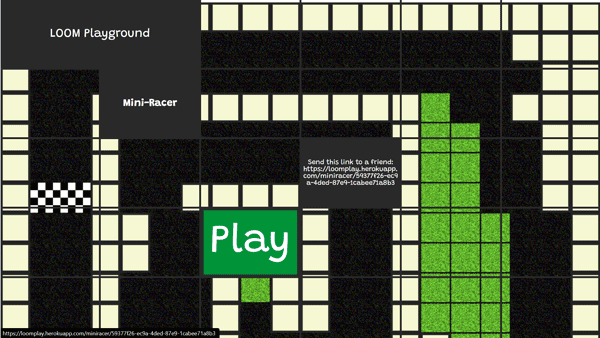 LOOM Playground
Mini-Racer
Send this link to a friend:
https://loomplay.herokuapp.
com/miniracer/59377f26-ec9
a-4ded-87e9-1cabee71a8b3
Play
https://loomplay.herokuapp.com/miniracer/59377f26-ec9a-4ded-87e9-1cabee71a8b3